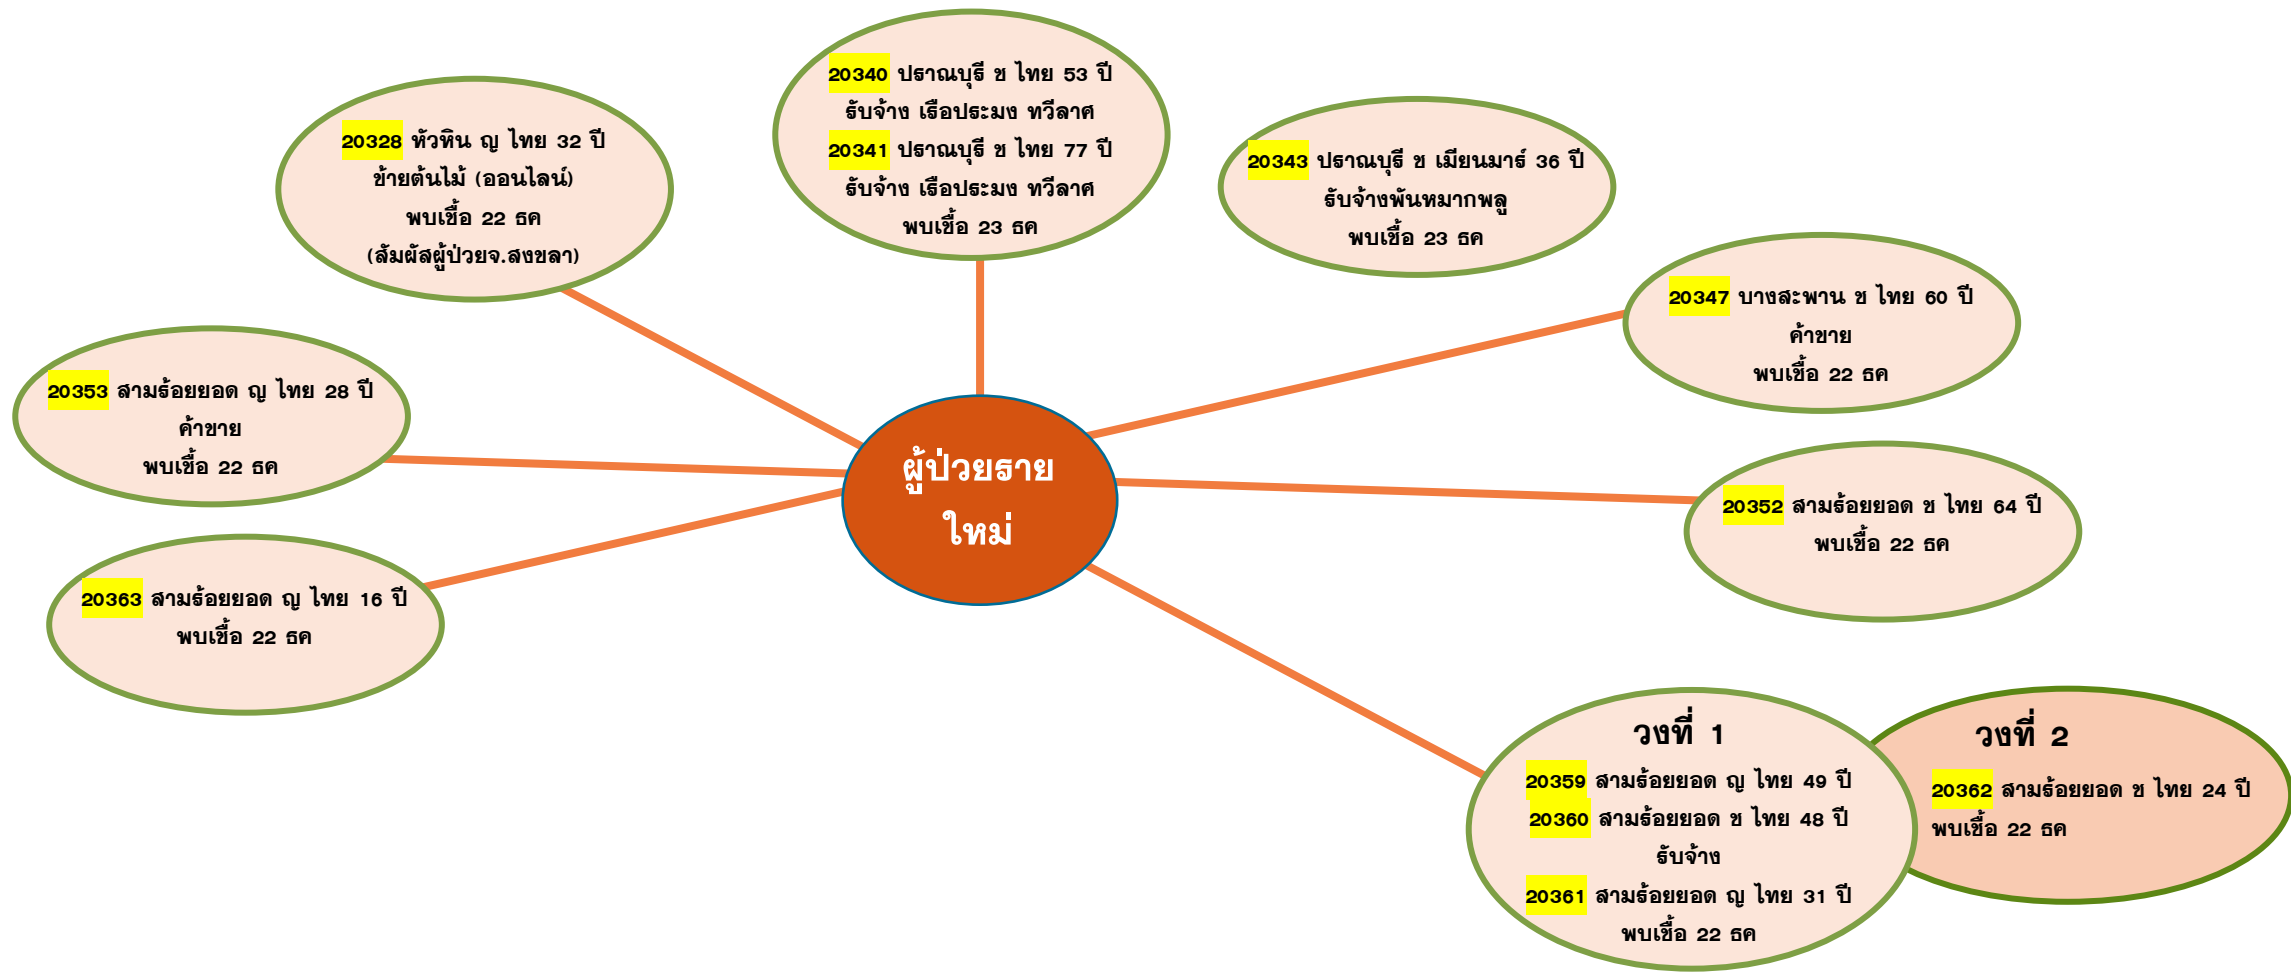 20340 ปราณบุรี ช ไทย 53 ปี
รับจ้าง เรือประมง ทวีลาศ
20341 ปราณบุรี ช ไทย 77 ปี
รับจ้าง เรือประมง ทวีลาศ
พบเชื้อ 23 ธค
20328 หัวหิน ญ ไทย 32 ปี
ข้ายต้นไม้ (ออนไลน์)
พบเชื้อ 22 ธค
(สัมผัสผู้ป่วยจ.สงขลา)
20343 ปราณบุรี ช เมียนมาร์ 36 ปี
รับจ้างพันหมากพลู
พบเชื้อ 23 ธค
20347 บางสะพาน ช ไทย 60 ปี
ค้าขาย
พบเชื้อ 22 ธค
20353 สามร้อยยอด ญ ไทย 28 ปี
ค้าขาย
พบเชื้อ 22 ธค
ผู้ป่วยราย
ใหม่
20352 สามร้อยยอด ช ไทย 64 ปี
พบเชื้อ 22 ธค
20363 สามร้อยยอด ญ ไทย 16 ปี
พบเชื้อ 22 ธค
วงที่ 1
20359 สามร้อยยอด ญ ไทย 49 ปี
20360 สามร้อยยอด ช ไทย 48 ปี
รับจ้าง
20361 สามร้อยยอด ญ ไทย 31 ปี
พบเชื้อ 22 ธค
วงที่ 2
20362 สามร้อยยอด ช ไทย 24 ปี
พบเชื้อ 22 ธค